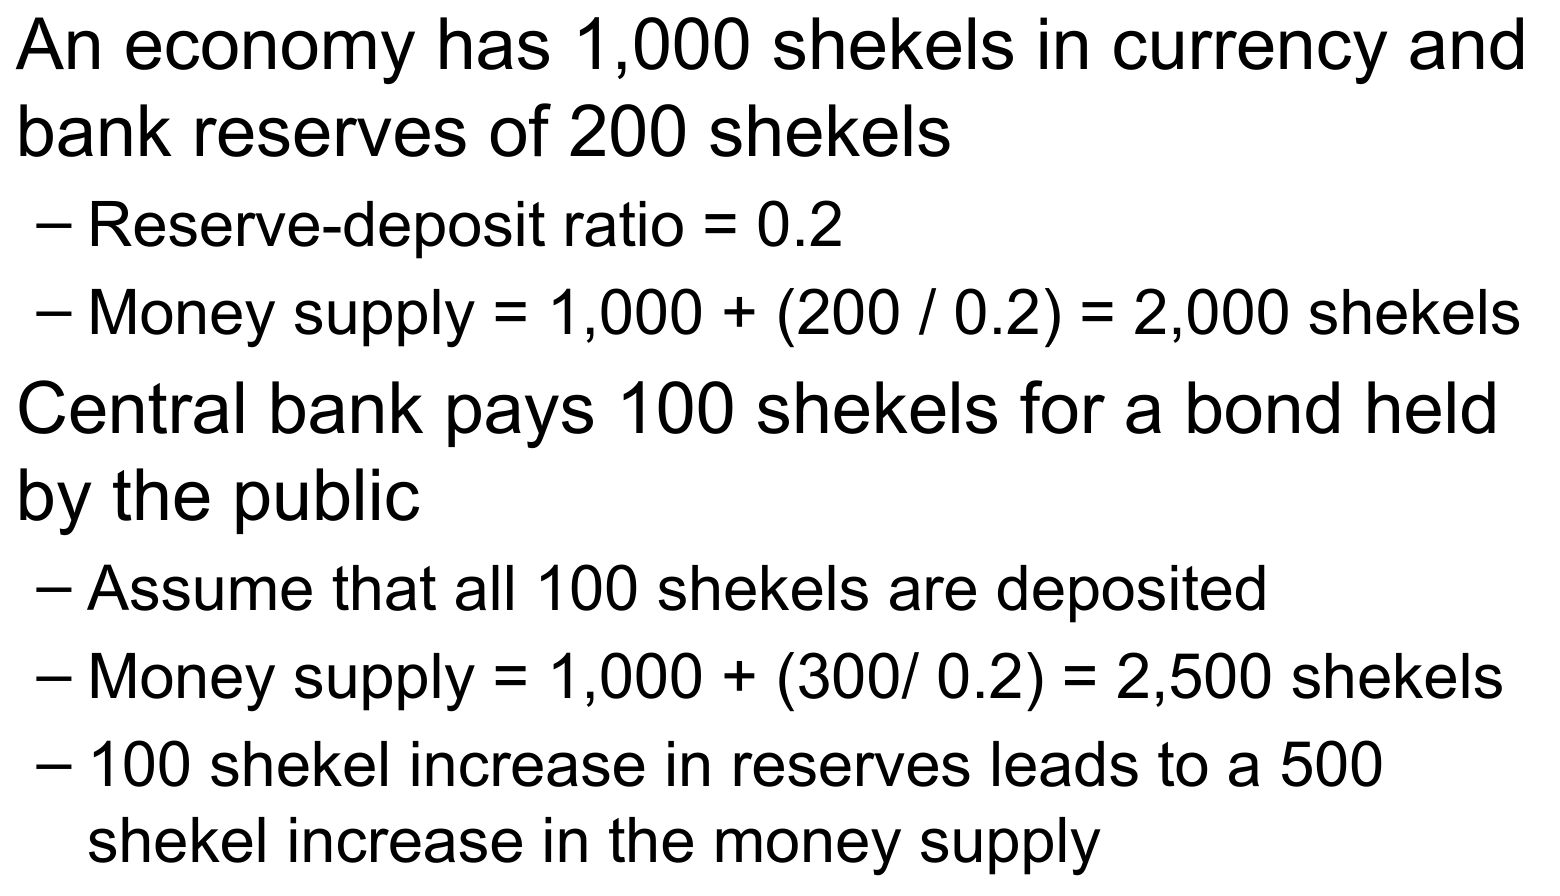 An economy has 1,000 shekels in currency and
bank reserves of 200 shekels
– Reserve-deposit ratio = 0.2
– Money supply = 1,000 + (200 / 0.2) = 2,000 shekels
Central bank pays 100 shekels for a bond held
by the public
– Assume that all 100 shekels are deposited
– Money supply = 1,000 + (300/ 0.2) = 2,500 shekels
– 100 shekel increase in reserves leads to a 500
shekel increase in the money supply